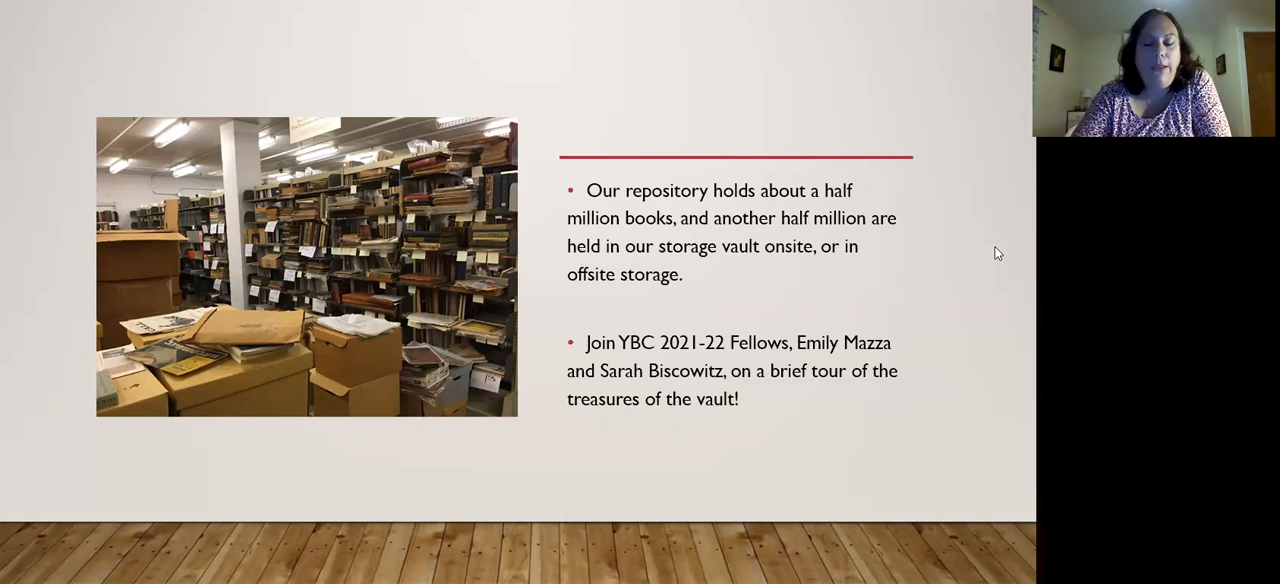 • Our repository holds about a half
million books, and another half million are
held in our storage vault onsite, or in
offsite storage.
• Join YBC 2021-22 Fellows, Emily Mazza
and Sarah Biscowitz, on a brief tour of the
treasures of the vault!